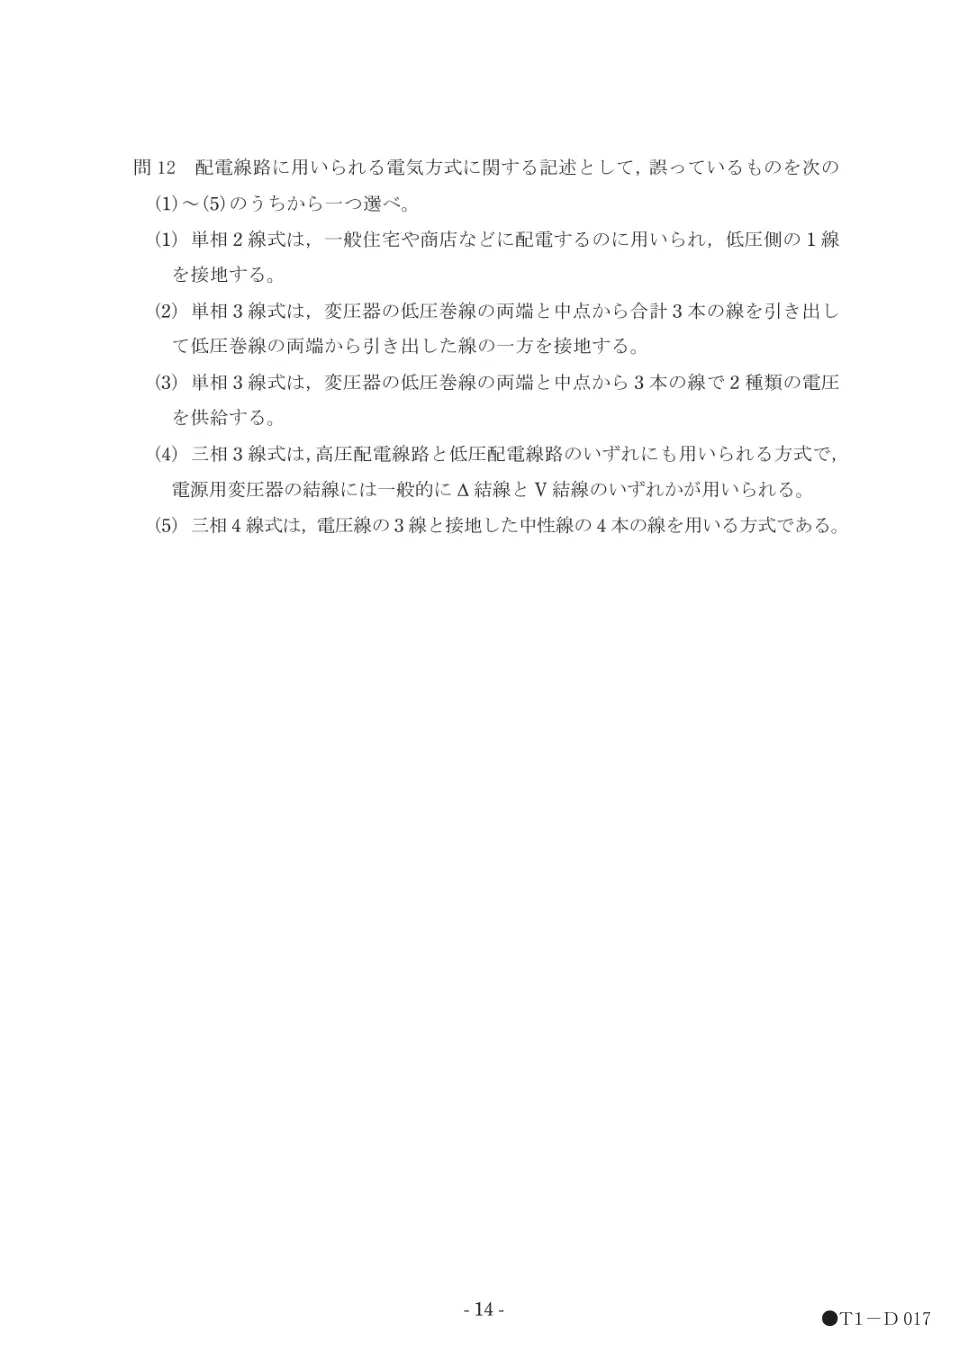 問 12　配電線路に用いられる電気方式に関する記述として，誤っているものを次の
(1)～(5)のうちから一つ選べ。
(1) 単相 2 線式は，一般住宅や商店などに配電するのに用いられ，低圧側の 1 線
を接地する。
(2) 単相 3 線式は，変圧器の低圧巻線の両端と中点から合計 3 本の線を引き出し
て低圧巻線の両端から引き出した線の一方を接地する。
(3) 単相 3 線式は，変圧器の低圧巻線の両端と中点から 3 本の線で 2 種類の電圧
を供給する。
(4) 三相 3 線式は，高圧配電線路と低圧配電線路のいずれにも用いられる方式で，
電源用変圧器の結線には一般的に Δ 結線と V 結線のいずれかが用いられる。
(5) 三相 4 線式は，電圧線の 3 線と接地した中性線の 4 本の線を用いる方式である。
- 14 -
●T1－D 017